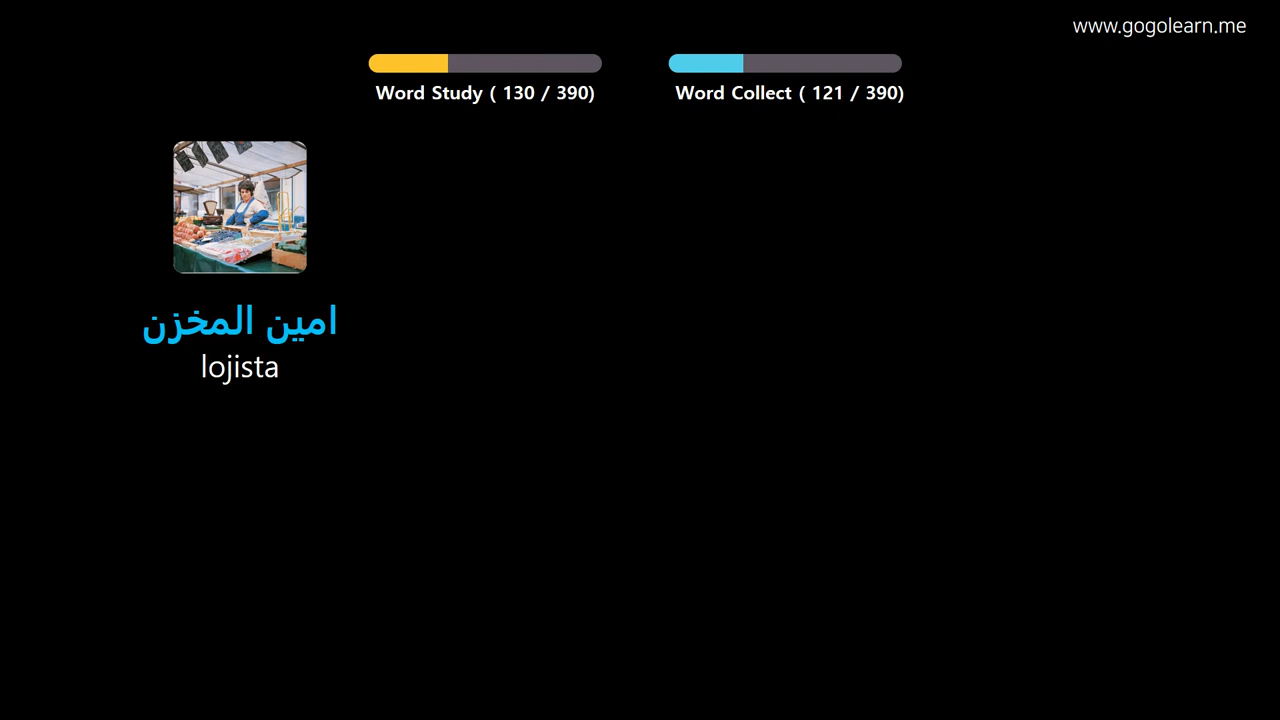 www.gogolearn.me
Word Study ( 130 / 390)
Word Collect ( 121 / 390)
امين المخزن
lojista